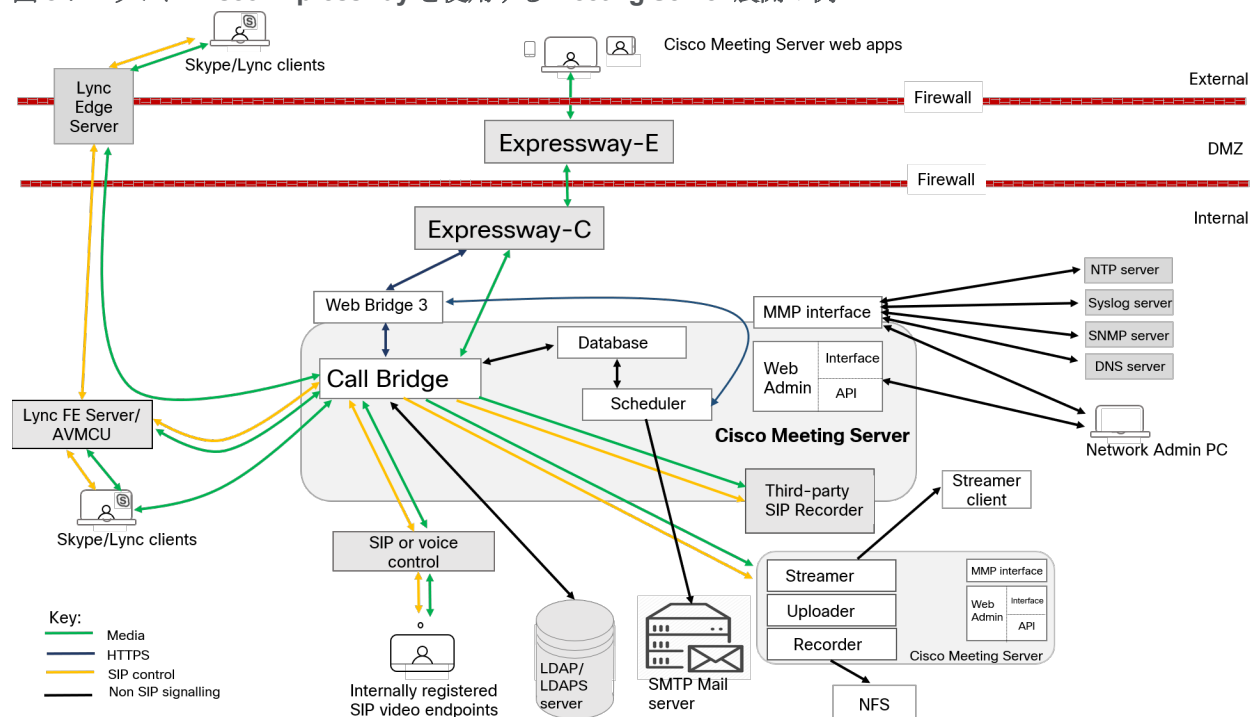 Skype/Lync clients
Cisco Meeting Server web apps
External
Lync
Edge
Server
Firewall
Expressway-E
DMZ
Firewall
Internal
Expressway-C
NTP server
Web Bridge 3
MMP interface
Syslog server
SNMP server
DNS server
Database
Call Bridge
Web
Admin
Interface
API
Scheduler
Lync FE Server/
AVMCU
Cisco Meeting Server
Network Admin PC
Third-party
SIP Recorder
Streamer
client
Skype/Lync clients
SIP or voice
control
Streamer
Uploader
Recorder
MMP interface
Web
Admin
Interface
API
Cisco Meeting Server
Key:
Media
HTTPS
SIP control
Non SIP signalling
Internally registered
SIP video endpoints
LDAP/
LDAPS
server
SMTP Mail
server
NFS